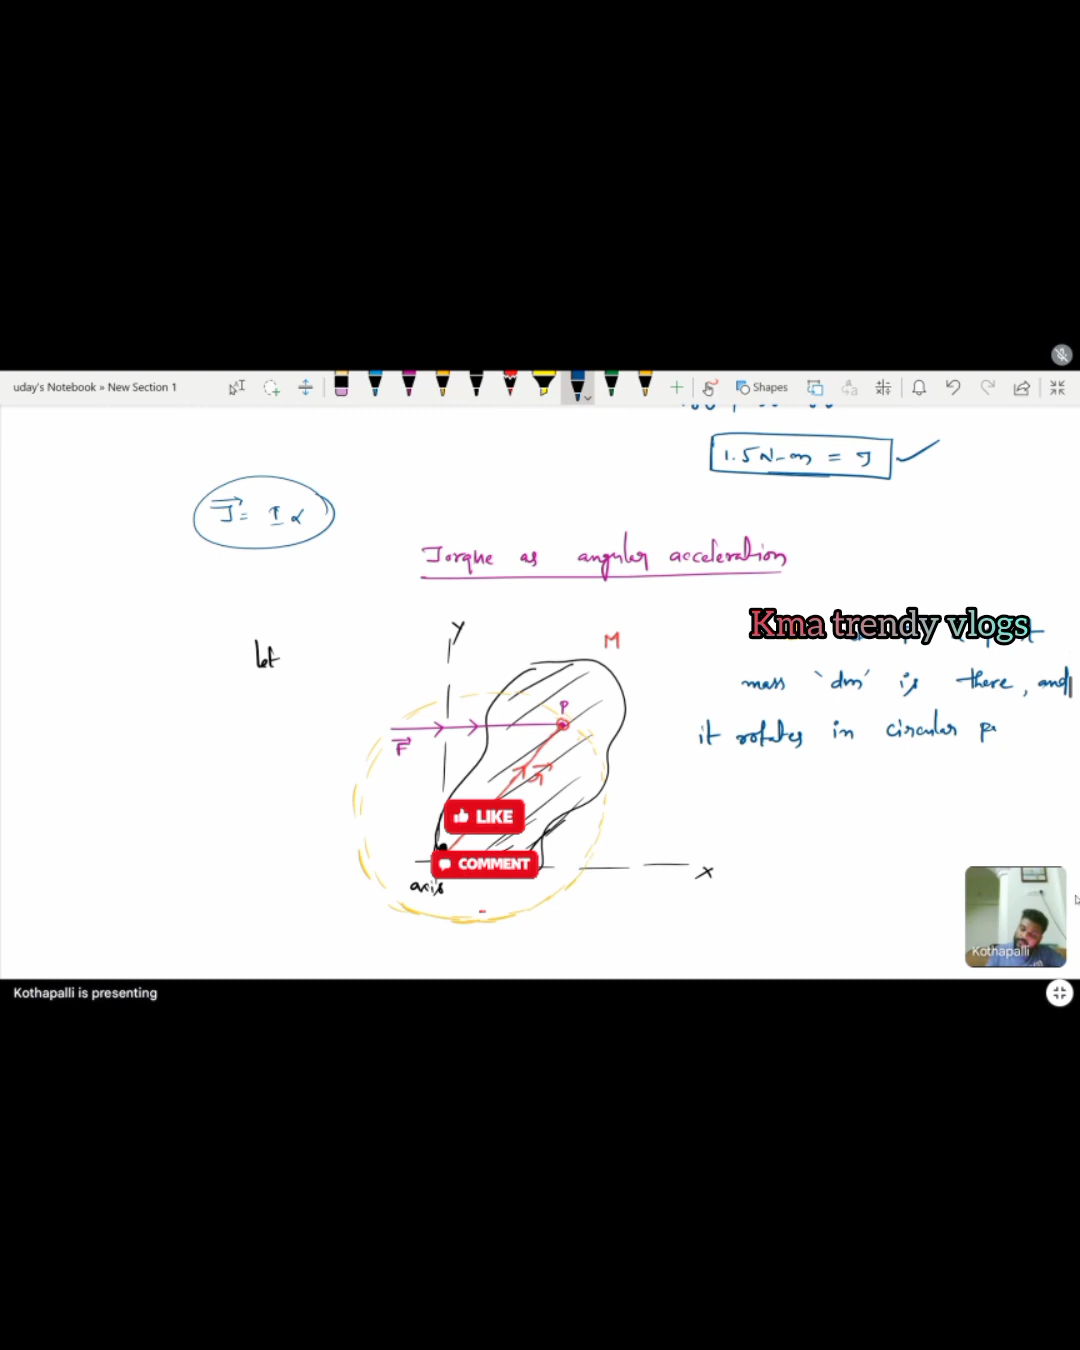 uday's Notebook » New Section 1
Shapes
1.5 N-m = J
J = I α
Torque as angular acceleration
Kma trendy vlogs
y
M
let
mass 'dm' is there, and
P
it rotates in circular pa
F
r
LIKE
COMMENT
x
axis
Kothapalli
Kothapalli is presenting